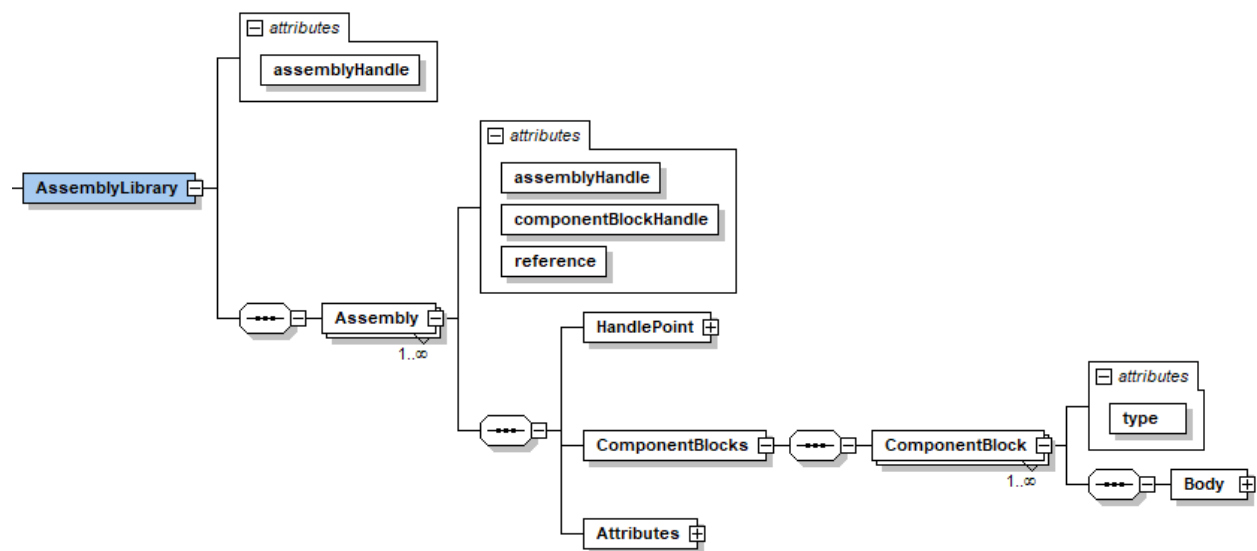 attributes
assemblyHandle
AssemblyLibrary
attributes
assemblyHandle
componentBlockHandle
reference
Assembly
1..∞
HandlePoint
ComponentBlocks
ComponentBlock
1..∞
attributes
type
Body
Attributes